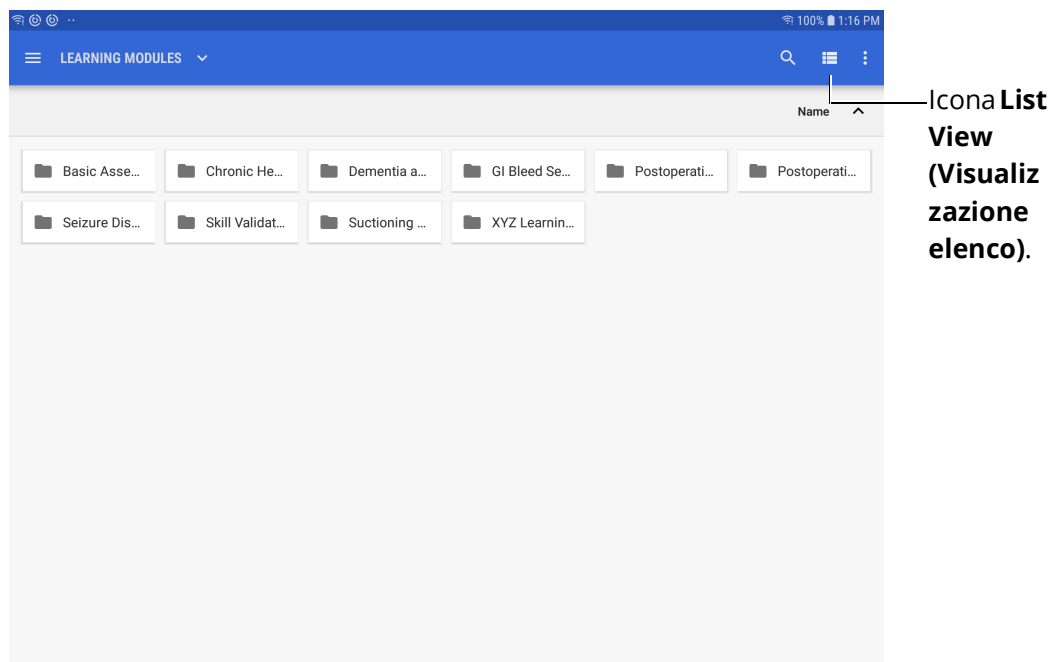 100% 1:16 PM
LEARNING MODULES
Name
Basic Asse...
Chronic He...
Dementia a...
GI Bleed Se...
Postoperati...
Postoperati...
Seizure Dis...
Skill Validat...
Suctioning ...
XYZ Learnin...
Icona List
View
(Visualiz
zazione
elenco).